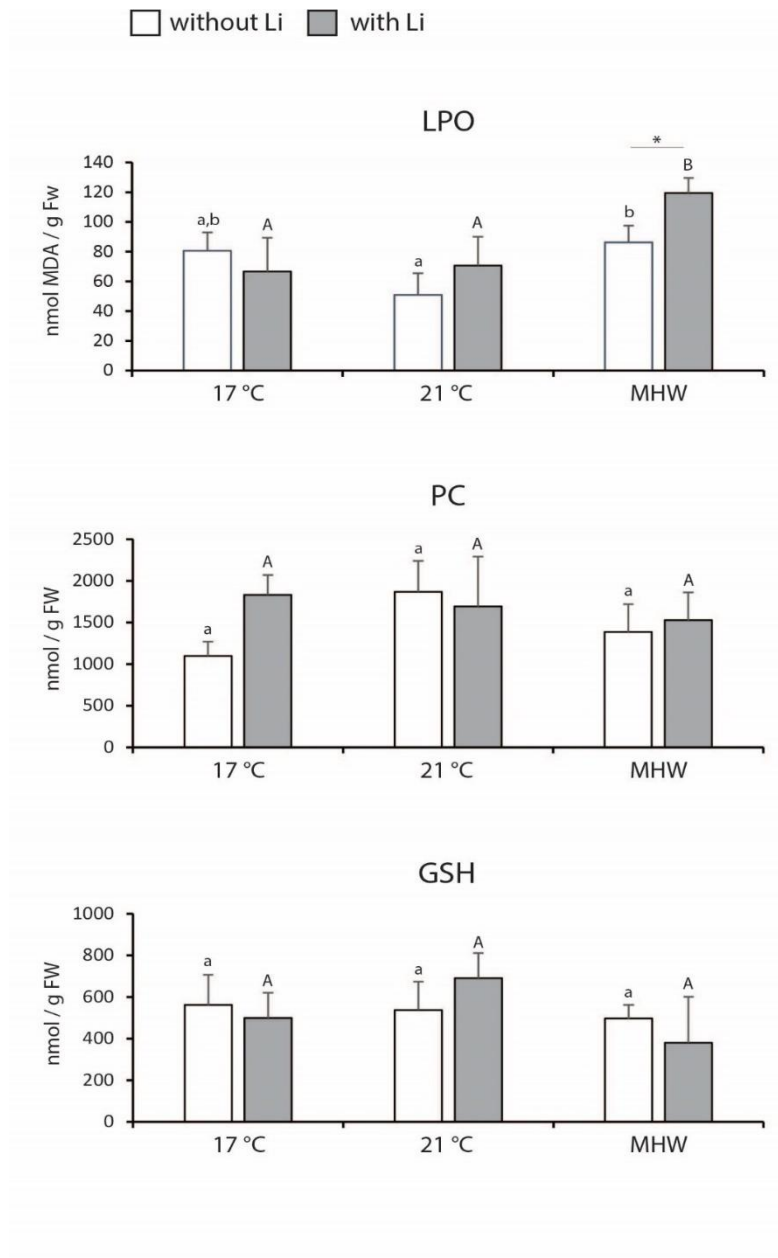 without Li with Li
LPO
nmol MDA / g Fw
140
120
100
80
60
40
20
0
a,b
A
a
A
b
B
*
17 °C 21 °C MHW
PC
nmol / g FW
2500
2000
1500
1000
500
0
a
A
a
A
a
A
17 °C 21 °C MHW
GSH
nmol / g FW
1000
800
600
400
200
0
a
A
a
A
a
A
17 °C 21 °C MHW